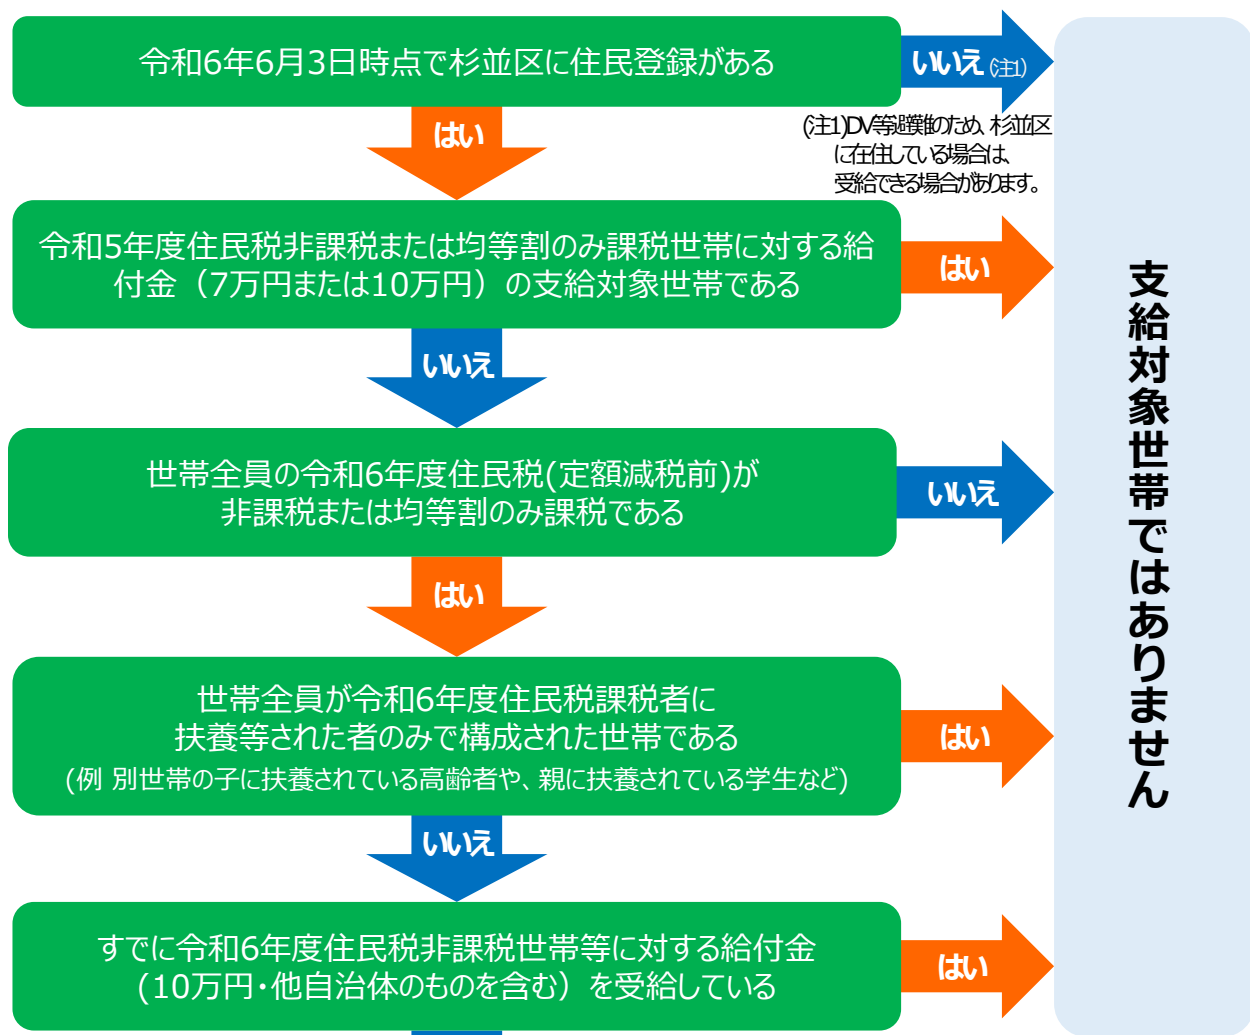 令和6年6月3日時点で杉並区に住民登録がある
いいえ(注1)
はい
(注1)DV等避難のため、杉並区
に在住している場合は、
受給できる場合があります。
令和5年度住民税非課税または均等割のみ課税世帯に対する給
付金（7万円または10万円）の支給対象世帯である
はい
いいえ
世帯全員の令和6年度住民税(定額減税前)が
非課税または均等割のみ課税である
いいえ
はい
世帯全員が令和6年度住民税課税者に
扶養等された者のみで構成された世帯である
(例 別世帯の子に扶養されている高齢者や、親に扶養されている学生など)
はい
いいえ
すでに令和6年度住民税非課税世帯等に対する給付金
(10万円・他自治体のものを含む）を受給している
はい
支給対象世帯ではありません